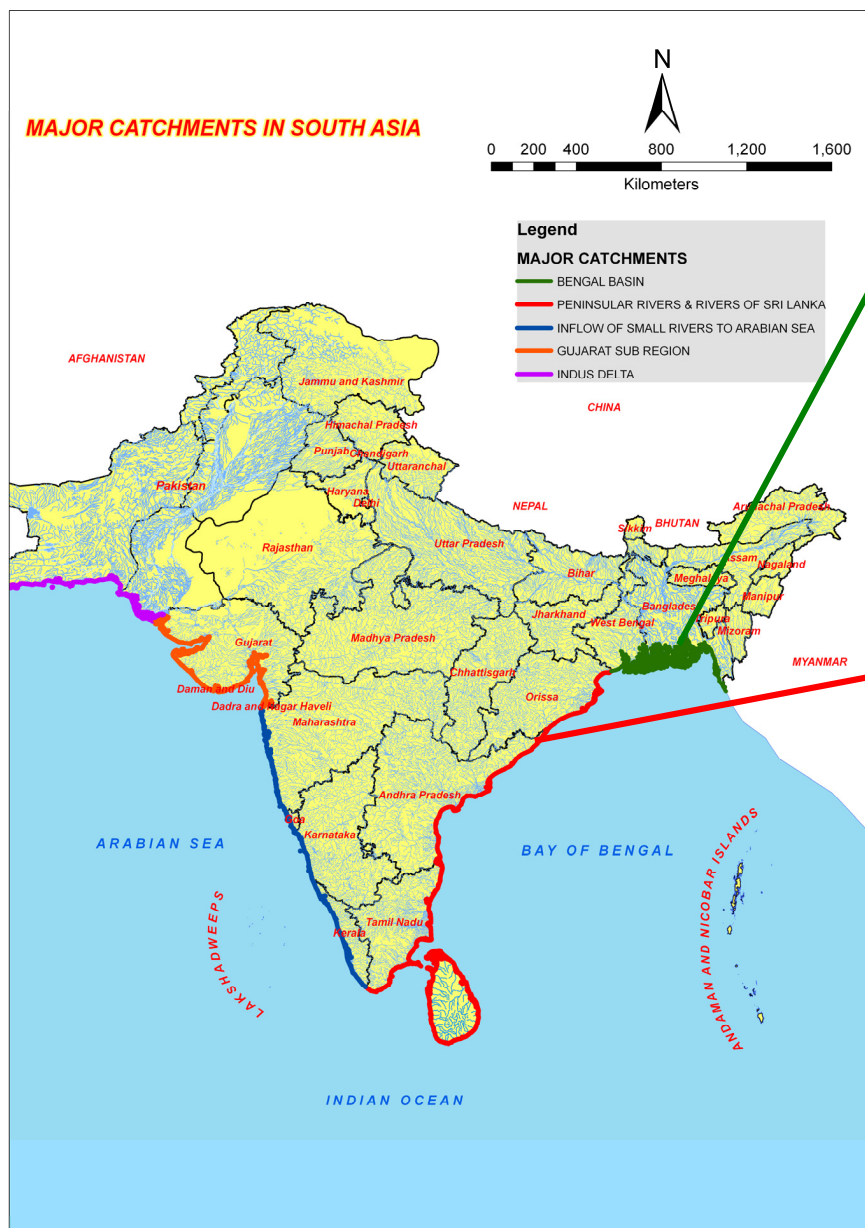 N
MAJOR CATCHMENTS IN SOUTH ASIA
0 200 400 800 1,200 1,600
Kilometers
Legend
MAJOR CATCHMENTS
BENGAL BASIN
PENINSULAR RIVERS & RIVERS OF SRI LANKA
INFLOW OF SMALL RIVERS TO ARABIAN SEA
GUJARAT SUB REGION
INDUS DELTA
AFGHANISTAN
Jammu and Kashmir
CHINA
Himachal Pradesh
Punjab
Chandigarh
Uttaranchal
Pakistan
Haryana
Delhi
NEPAL
Arunachal Pradesh
Sikkim
BHUTAN
Rajasthan
Uttar Pradesh
Assam
Nagaland
Bihar
Meghalaya
Manipur
Jharkhand
Banglades
West Bengal
Tripura
Mizoram
Gujarat
Madhya Pradesh
MYANMAR
Chhattisgarh
Daman and Diu
Orissa
Dadra and Nagar Haveli
Maharashtra
Andhra Pradesh
Goa
Karnataka
ARABIAN SEA
BAY OF BENGAL
Tamil Nadu
Kerala
LAKSHADWEEPS
ANDAMAN AND NICOBAR ISLANDS
INDIAN OCEAN